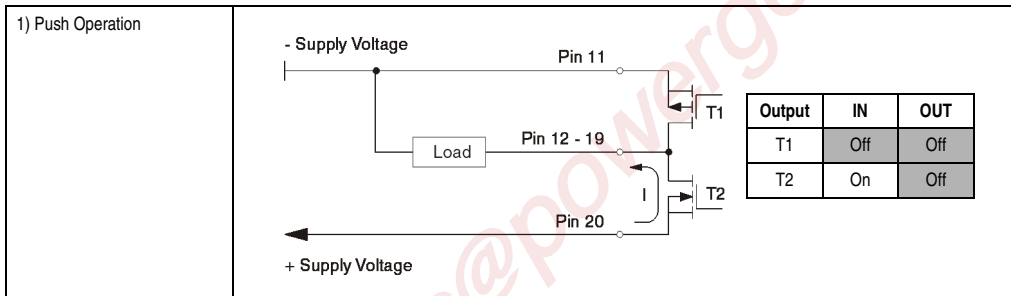 1) Push Operation
- Supply Voltage
Pin 11
T1
Load
Pin 12 - 19
I
T2
Pin 20
+ Supply Voltage
Output IN OUT
T1 Off Off
T2 On Off
@powerg